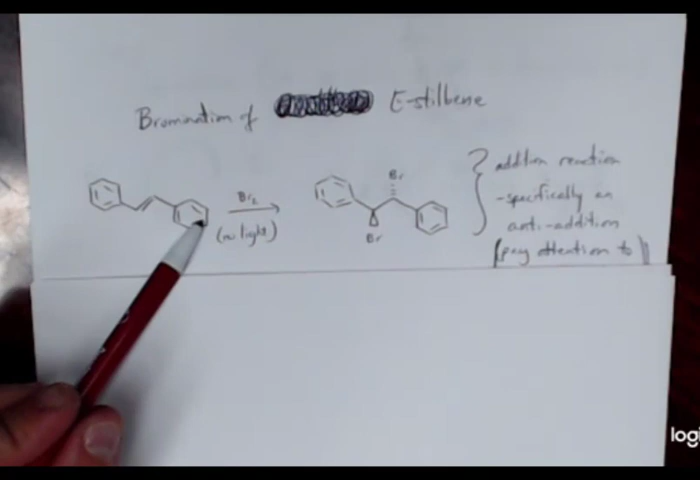 Bromination of E-stilbene
Br₂
(no light)
Br
Br
addition reaction
-specifically an
anti-addition
(pay attention to)
logi